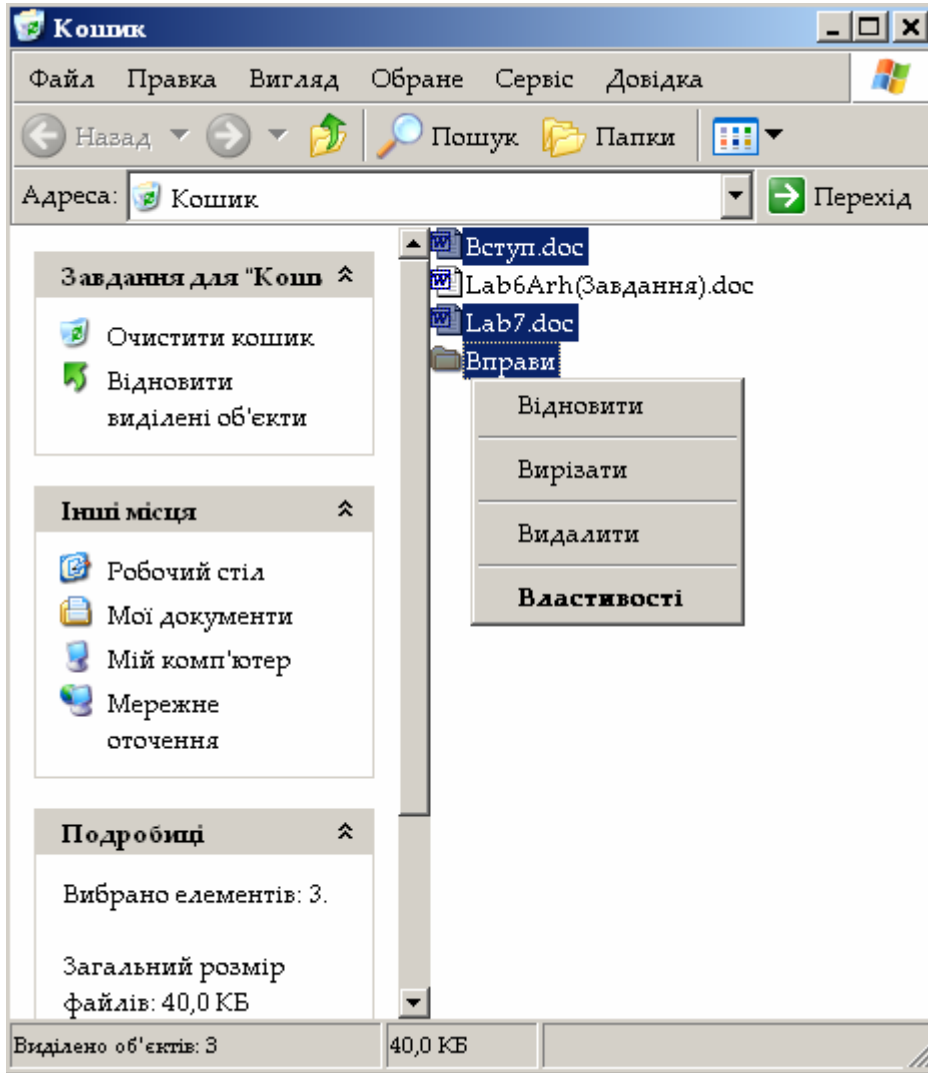 Кошик
Файл Правка Вигляд Обране Сервіс Довідка
Назад Пошук Папки
Адреса: Кошик Перехід
Завдання для "Кошı
Очистити кошик
Відновити
виділені об'єкти
Інші місця
Робочий стіл
Мої документи
Мій комп'ютер
Мережне
оточення
Подробиці
Вибрано елементів: 3.
Загальний розмір
файлів: 40,0 КБ
Вступ.doc
Lab6Arh(Завдання).doc
Lab7.doc
Вправи
Відновити
Вирізати
Видалити
Властивості
Виділено об'єктів: 3 40,0 КБ